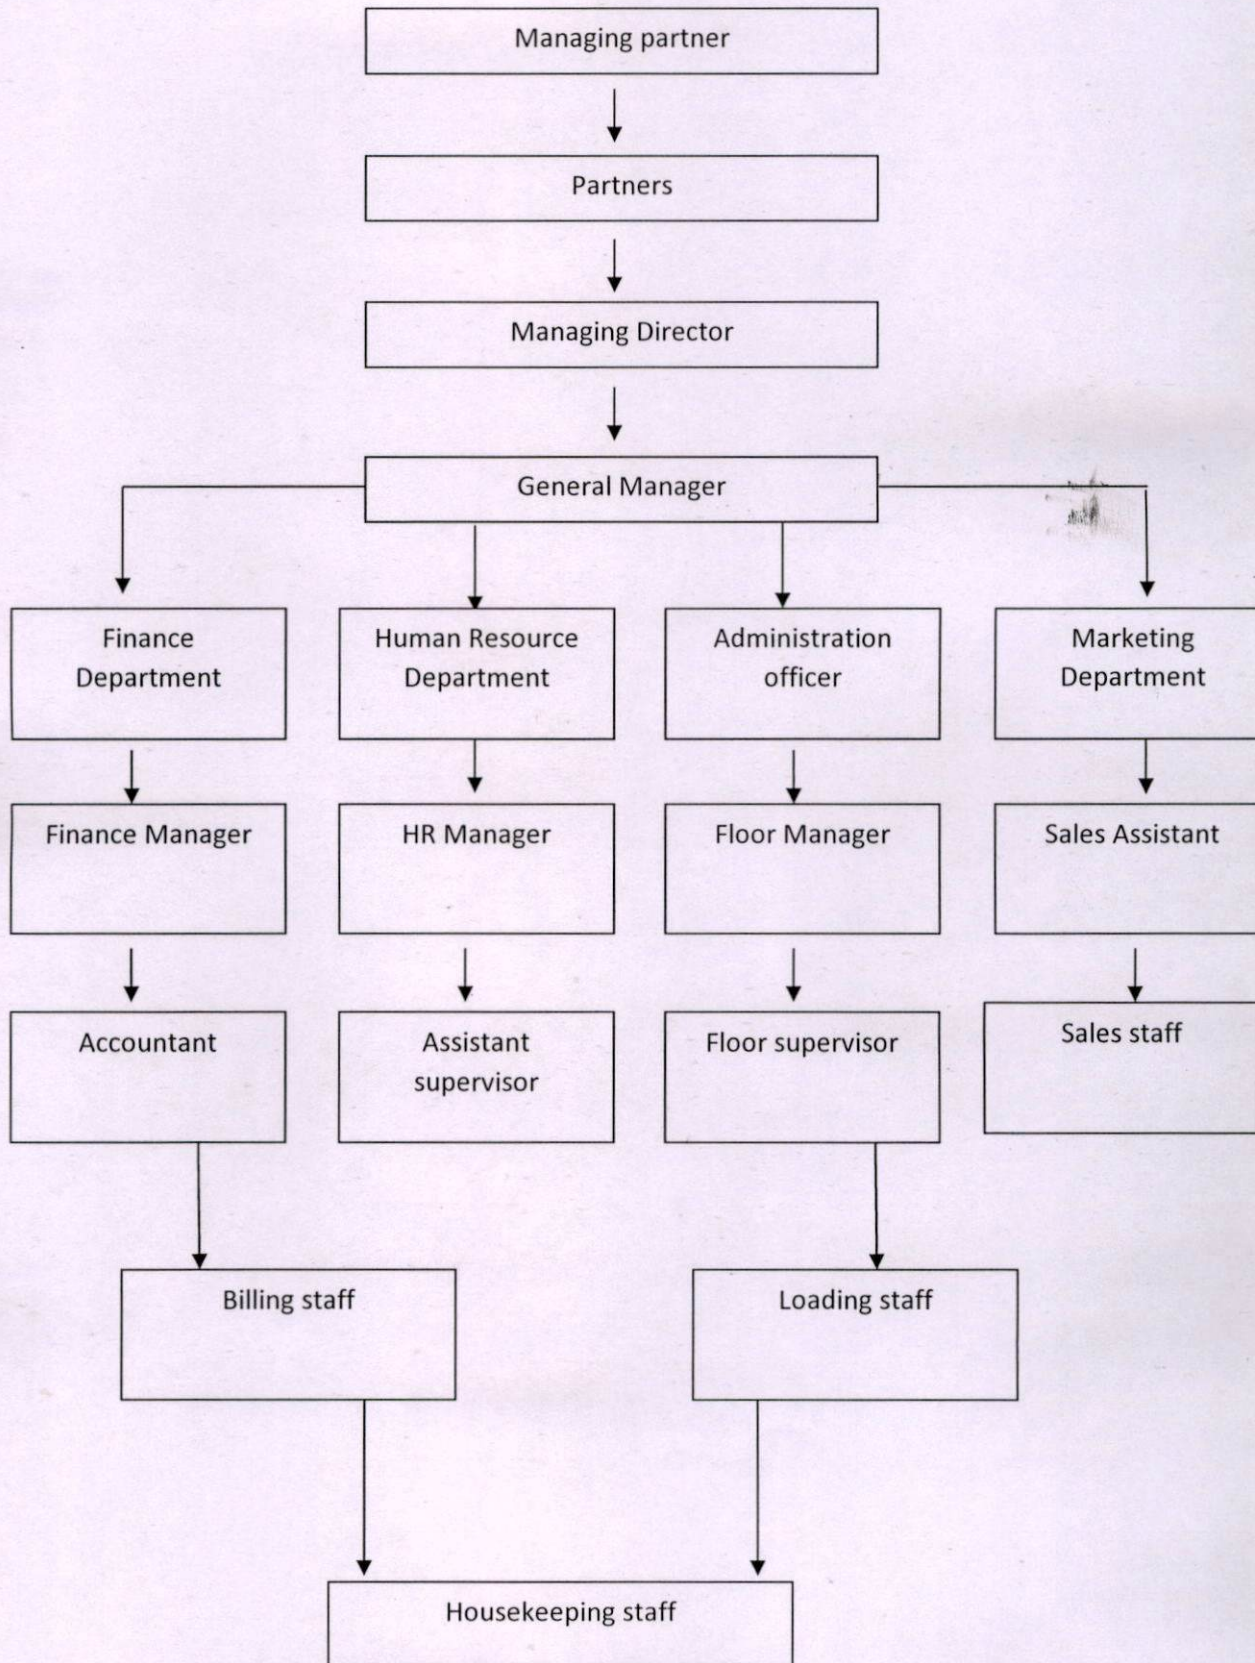 Managing partner
Partners
Managing Director
General Manager
Finance
Department
Human Resource
Department
Administration
officer
Marketing
Department
Finance Manager
HR Manager
Floor Manager
Sales Assistant
Accountant
Assistant
supervisor
Floor supervisor
Sales staff
Billing staff
Loading staff
Housekeeping staff